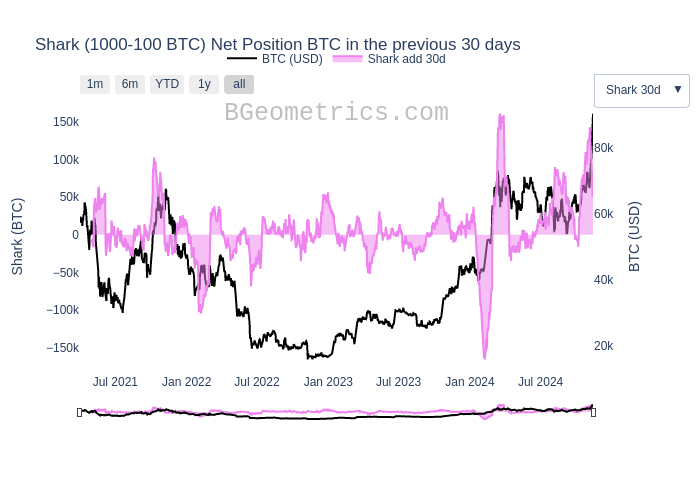 Shark (1000-100 BTC) Net Position BTC in the previous 30 days
BTC (USD) Shark add 30d
1m 6m YTD 1y all
Shark 30d ▼
BGeometrics.com
150k
100k
50k
0
−50k
−100k
−150k
Shark (BTC)
80k
60k
40k
20k
BTC (USD)
Jul 2021 Jan 2022 Jul 2022 Jan 2023 Jul 2023 Jan 2024 Jul 2024